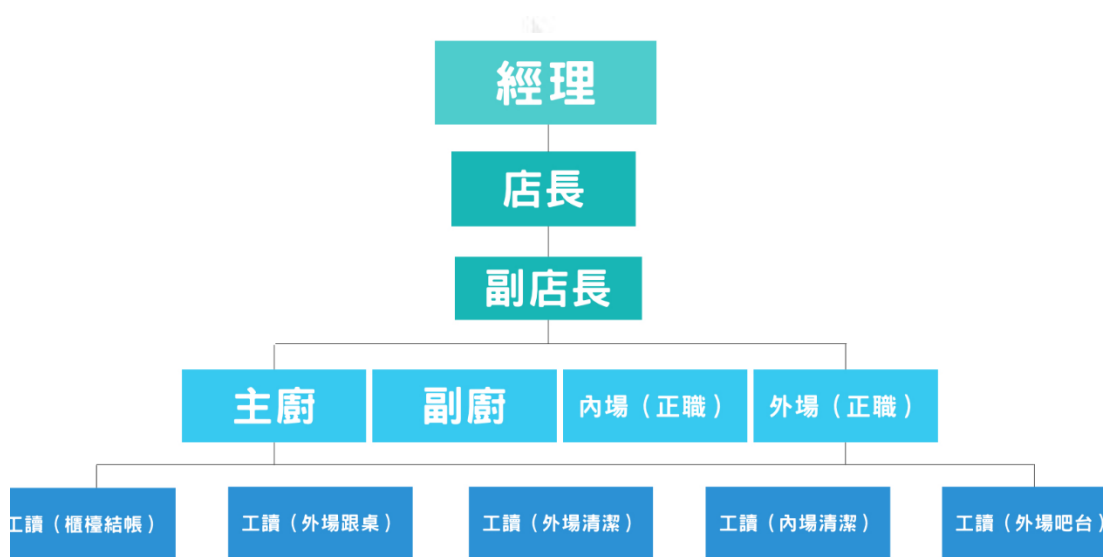 經理
店長
副店長
主廚
副廚
內場（正職）
外場（正職）
工讀（櫃檯結帳）
工讀（外場跟桌）
工讀（外場清潔）
工讀（內場清潔）
工讀（外場吧台）